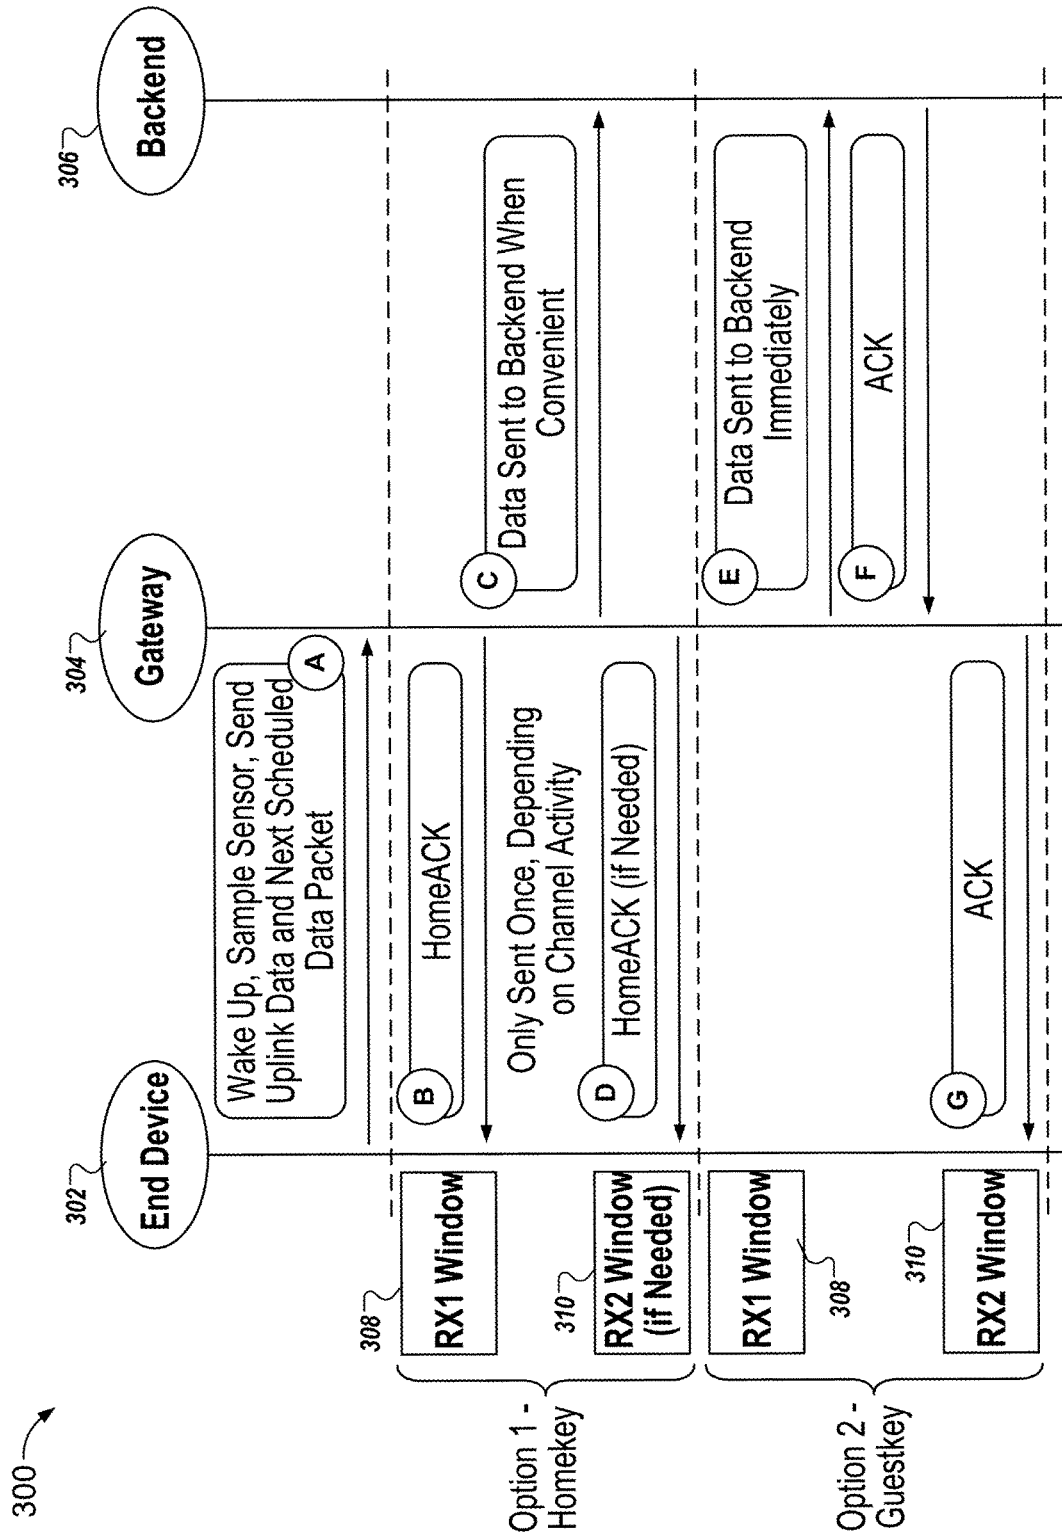 300
302
End Device
304
Gateway
306
Backend
Wake Up, Sample Sensor, Send
Uplink Data and Next Scheduled
Data Packet
A
Option 1 -
Homekey
308
RX1 Window
B
HomeACK
C
Data Sent to Backend When
Convenient
Only Sent Once, Depending
on Channel Activity
310
RX2 Window
(if Needed)
D
HomeACK (if Needed)
Option 2 -
Guestkey
RX1 Window
308
E
Data Sent to Backend
Immediately
F
ACK
310
RX2 Window
G
ACK